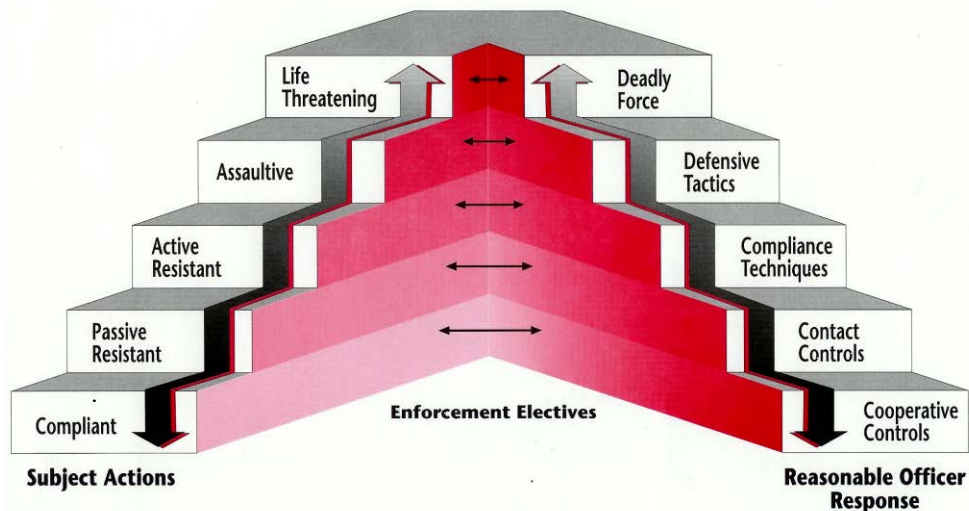 Life
Threatening
Deadly
Force
Assaultive
Defensive
Tactics
Active
Resistant
Compliance
Techniques
Passive
Resistant
Contact
Controls
Compliant
Enforcement Electives
Cooperative
Controls
Subject Actions
Reasonable Officer
Response